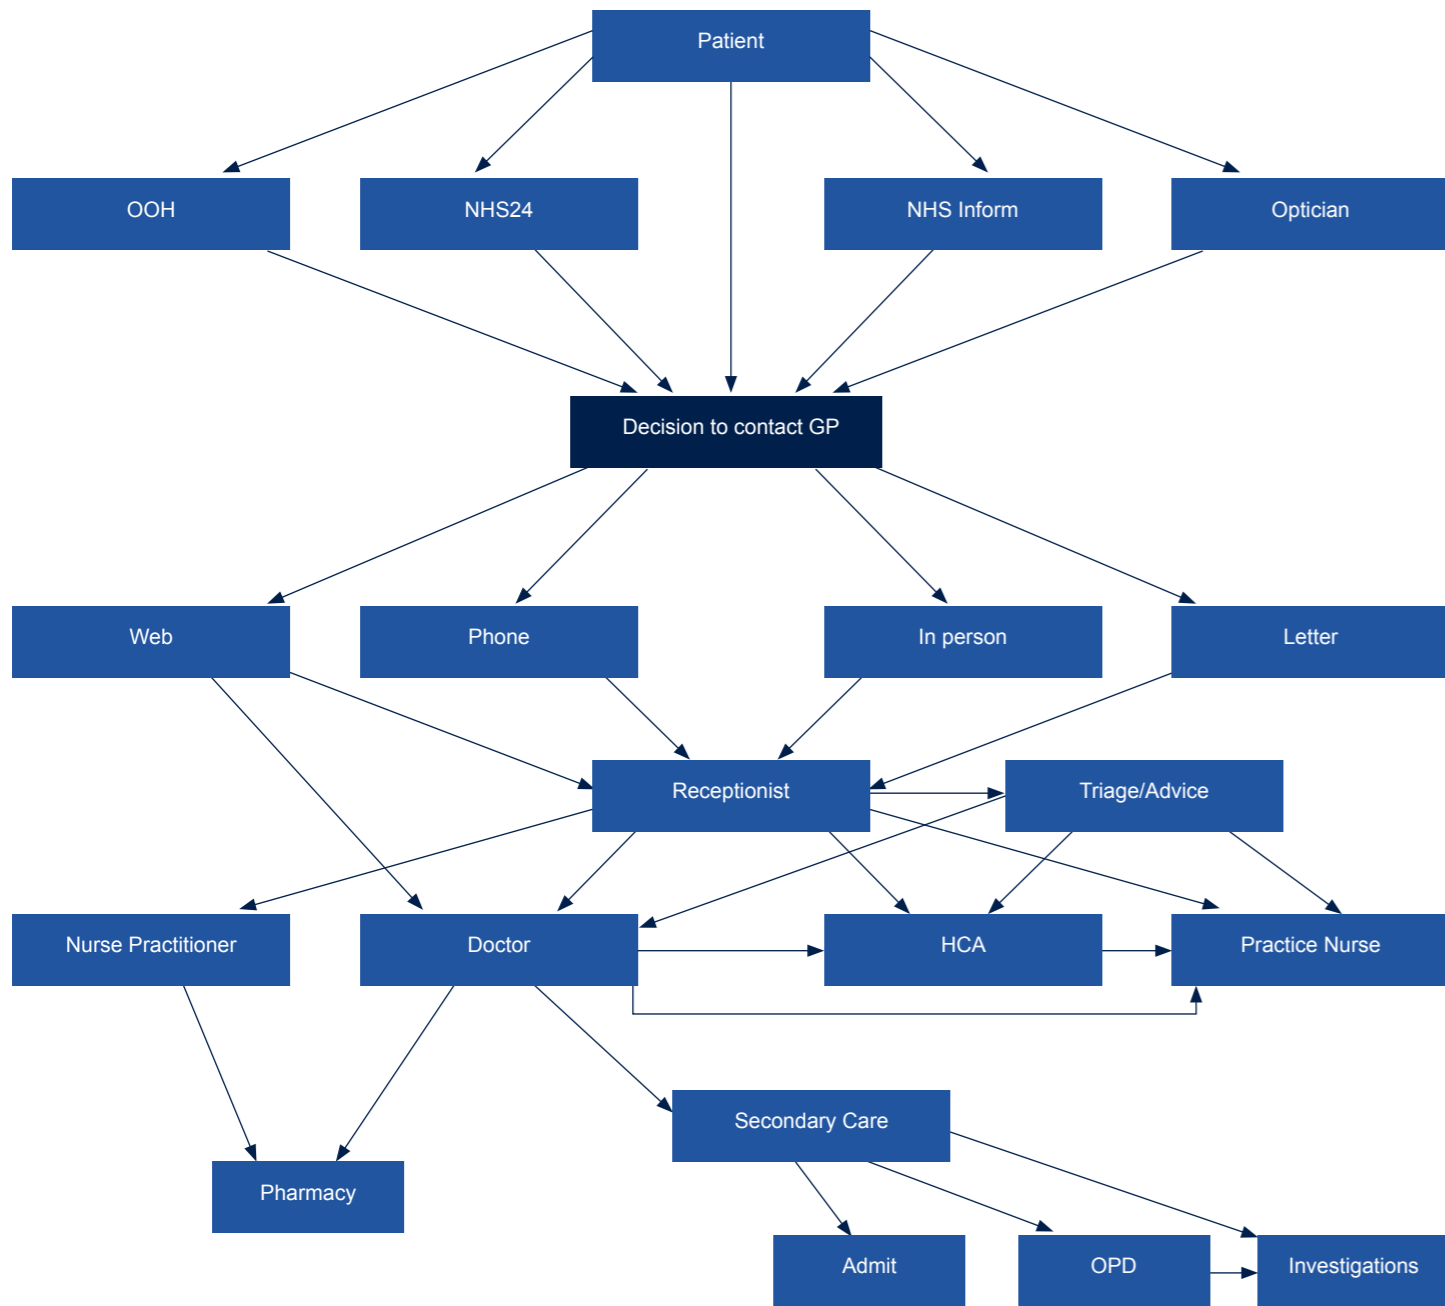 Patient
OOH
NHS24
NHS Inform
Optician
Decision to contact GP
Web
Phone
In person
Letter
Receptionist
Triage/Advice
Nurse Practitioner
Doctor
HCA
Practice Nurse
Secondary Care
Pharmacy
Admit
OPD
Investigations